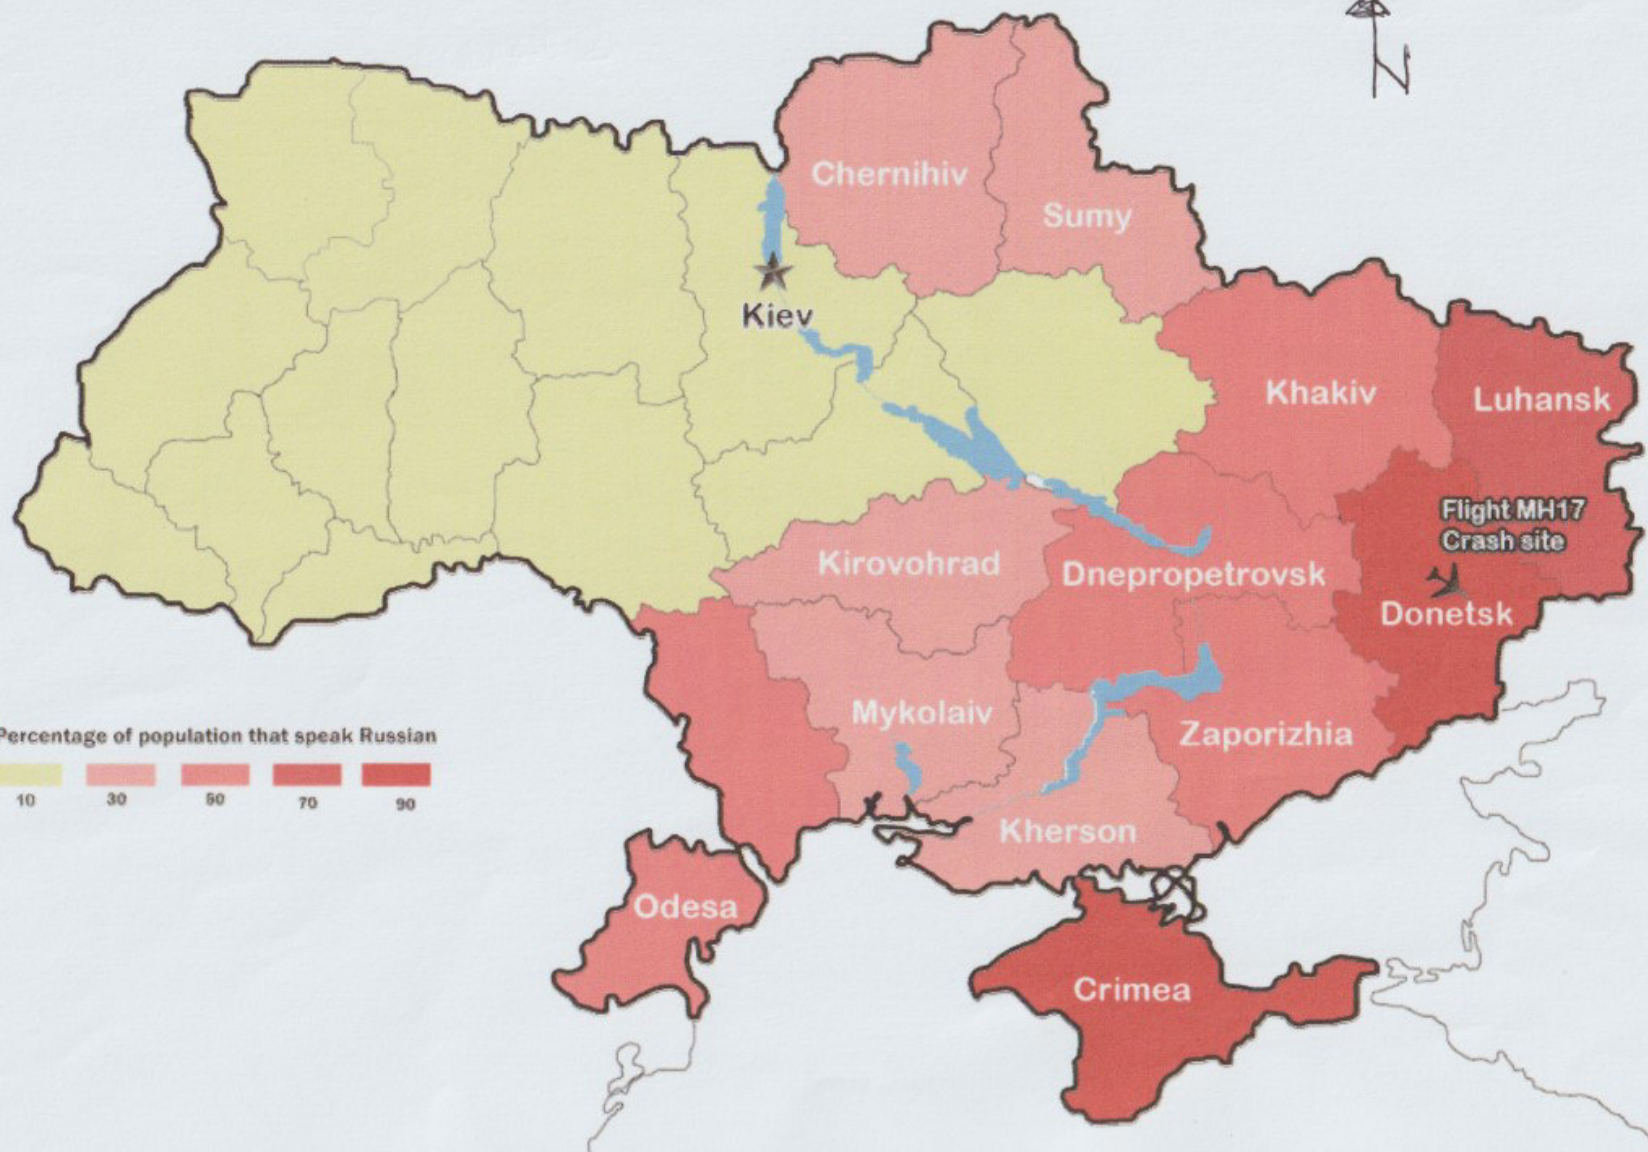 N
Chernihiv
Sumy
Kiev
Khakiv
Luhansk
Flight MH17
Crash site
Kirovohrad
Dnepropetrovsk
Donetsk
Mykolaiv
Zaporizhia
Percentage of population that speak Russian
10 30 50 70 90
Kherson
Odesa
Crimea